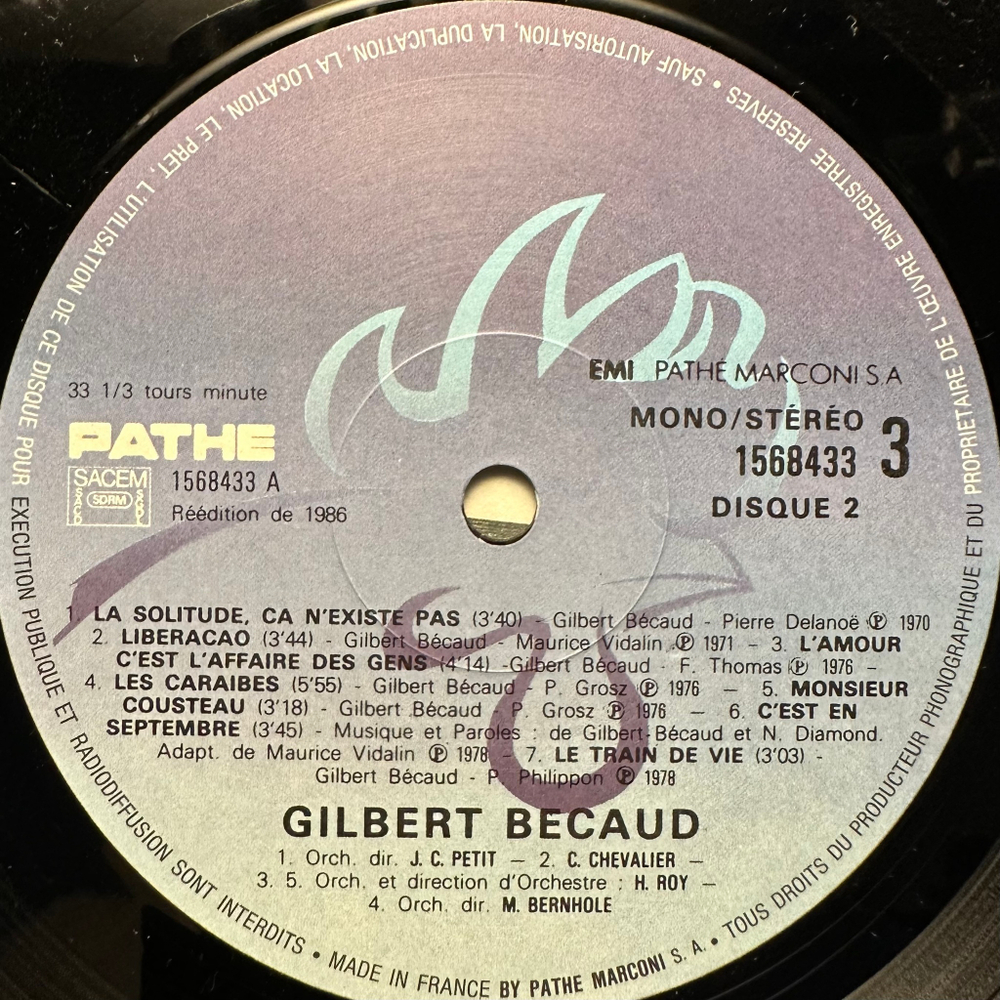 TOUS DROITS DU PRODUCTEUR PHONOGRAPHIQUE ET DU PROPRIETAIRE DE L'ŒUVRE ENREGISTREE RESERVES • SAUF AUTORISATION, LA DUPLICATION, LA LOCATION, LE PRET, L'UTILISATION DE CE DISQUE POUR EXECUTION PUBLIQUE ET RADIODIFFUSION SONT INTERDITS • MADE IN FRANCE BY PATHE MARCONI S.A. •
EMI PATHE MARCONI S.A
33 1/3 tours minute
PATHE
SACEM
SDRM
SACD
SGDL
1568433 A
Réédition de 1986
MONO/STÉRÉO
1568433
3
DISQUE 2
1. LA SOLITUDE, CA N'EXISTE PAS (3'40) - Gilbert Bécaud - Pierre Delanoë ℗ 1970
2. LIBERACAO (3'44) - Gilbert Bécaud - Maurice Vidalin ℗ 1971 - 3. L'AMOUR
C'EST L'AFFAIRE DES GENS (4'14) -Gilbert Bécaud - F. Thomas ℗ 1976 -
4. LES CARAIBES (5'55) - Gilbert Bécaud - P. Grosz ℗ 1976 - 5. MONSIEUR
COUSTEAU (3'18) - Gilbert Bécaud - P. Grosz ℗ 1976 - 6. C'EST EN
SEPTEMBRE (3'45) - Musique et Paroles : de Gilbert Bécaud et N. Diamond.
Adapt. de Maurice Vidalin ℗ 1978 - 7. LE TRAIN DE VIE (3'03) -
Gilbert Bécaud - P. Philippon ℗ 1978
GILBERT BECAUD
1. Orch. dir. J. C. PETIT - 2. C. CHEVALIER -
3. 5. Orch. et direction d'Orchestre : H. ROY -
4. Orch. dir. M. BERNHOLE